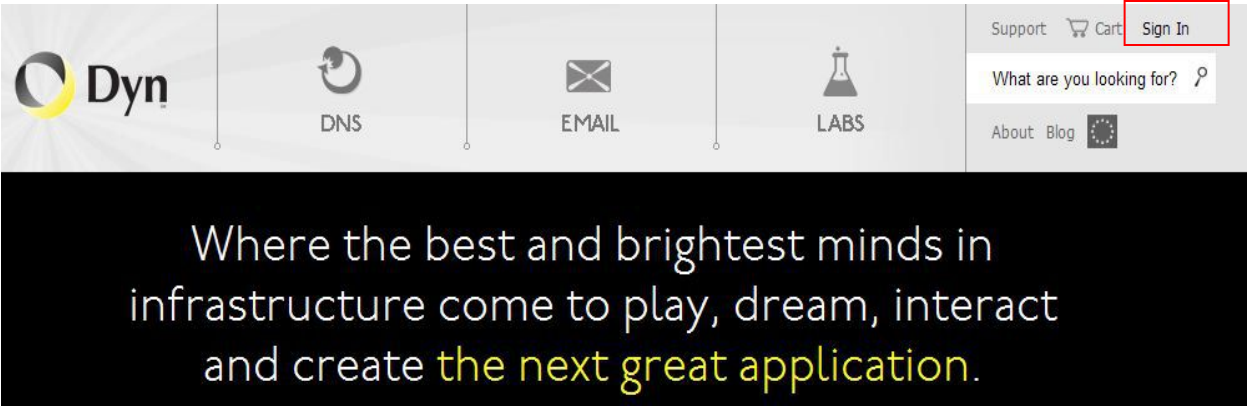 Support Cart Sign In
Dyn
What are you looking for?
DNS EMAIL LABS
About Blog
Where the best and brightest minds in
infrastructure come to play, dream, interact
and create the next great application.